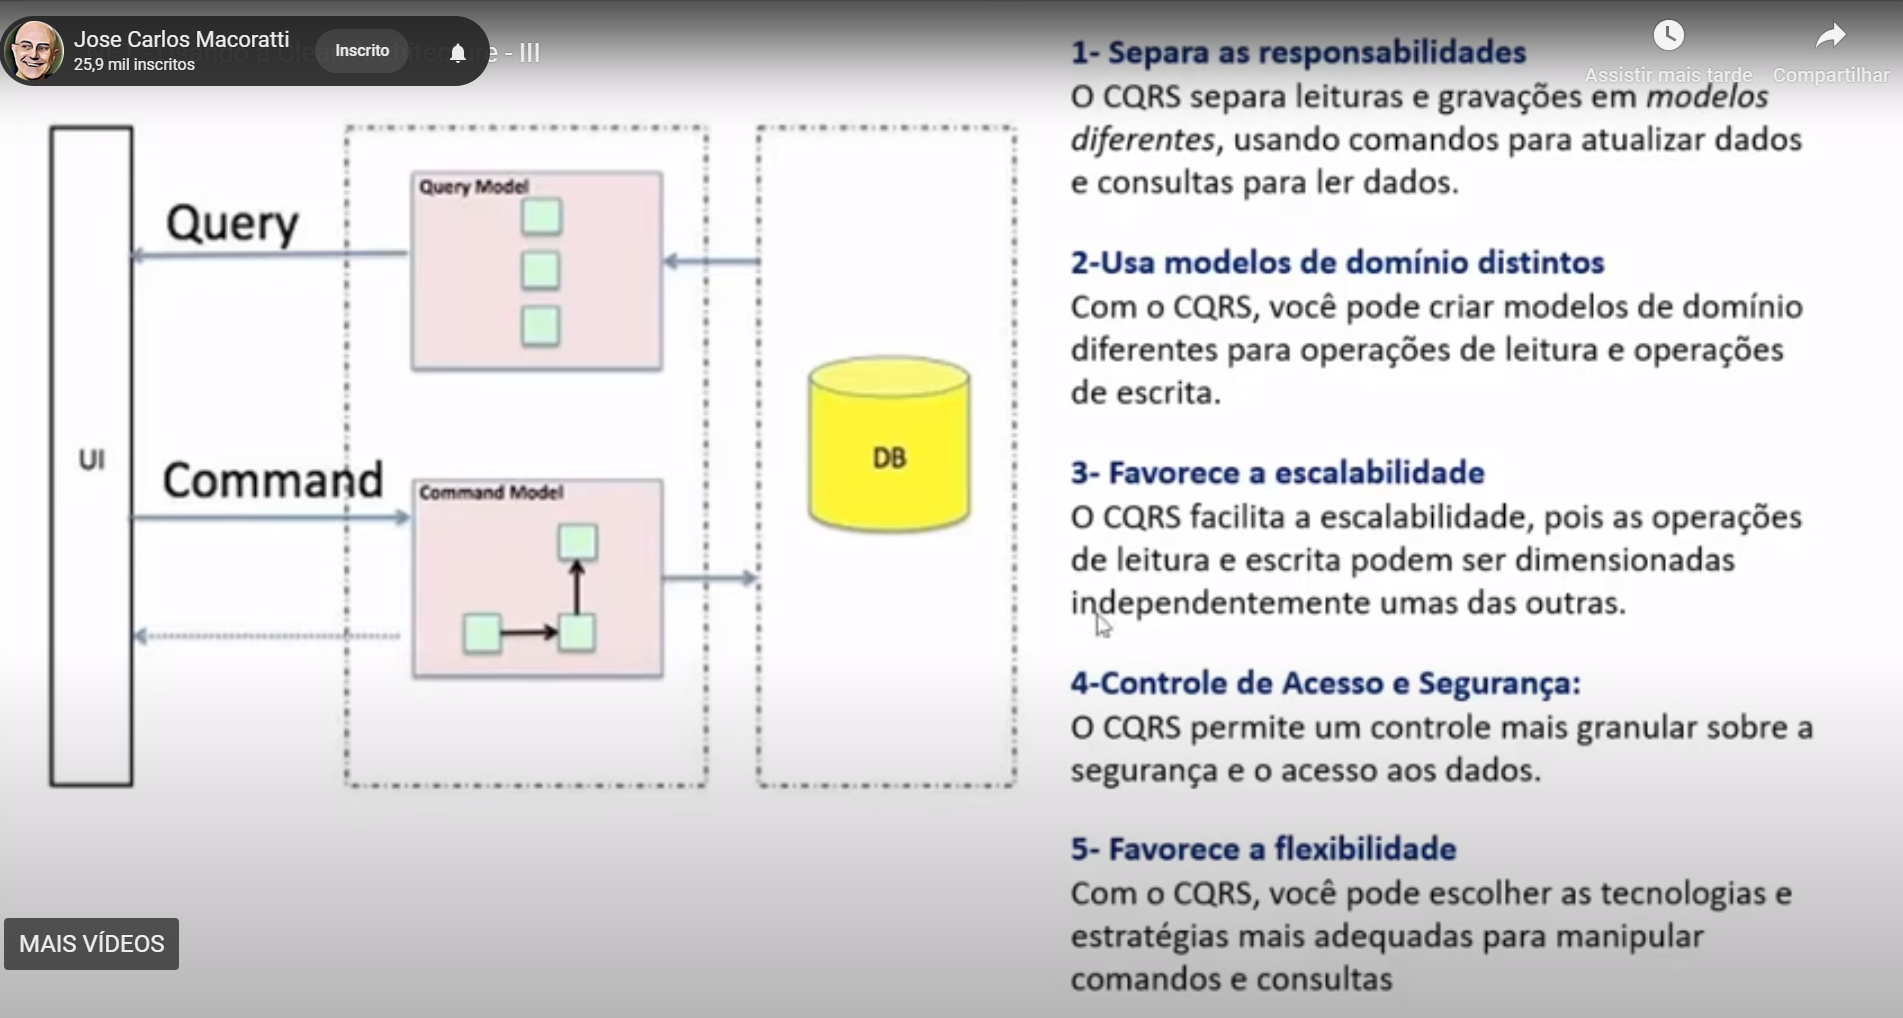 Jose Carlos Macoratti
25,9 mil inscritos
Inscrito
e - III
Assistir mais tarde
Compartilhar
Query
Query Model
UI
Command
Command Model
DB
1- Separa as responsabilidades
O CQRS separa leituras e gravações em modelos
diferentes, usando comandos para atualizar dados
e consultas para ler dados.
2-Usa modelos de domínio distintos
Com o CQRS, você pode criar modelos de domínio
diferentes para operações de leitura e operações
de escrita.
3- Favorece a escalabilidade
O CQRS facilita a escalabilidade, pois as operações
de leitura e escrita podem ser dimensionadas
independentemente umas das outras.
4-Controle de Acesso e Segurança:
O CQRS permite um controle mais granular sobre a
segurança e o acesso aos dados.
5- Favorece a flexibilidade
Com o CQRS, você pode escolher as tecnologias e
estratégias mais adequadas para manipular
comandos e consultas
MAIS VÍDEOS